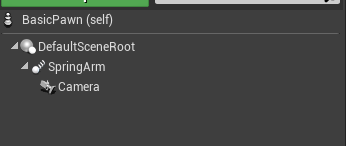 BasicPawn (self)
DefaultSceneRoot
SpringArm
Camera